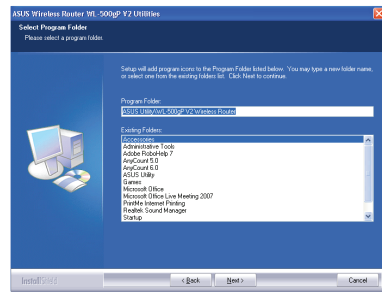 ASUS Wireless Router WL-500gP V2 Utilities
Select Program Folder
Please select a program folder.
Setup will add program icons to the Program Folder listed below. You may type a new folder name,
or select one from the existing folders list. Click Next to continue.
Program Folder:
ASUS Utility\WL-500gP V2 Wireless Router
Existing Folders:
Accessories
Administrative Tools
Adobe RoboHelp 7
AnyCount 5.0
AnyCount 6.0
ASUS Utility
Games
Microsoft Office
Microsoft Office Live Meeting 2007
PrintMe Internet Printing
Realtek Sound Manager
Startup
InstallShield
< Back
Next >
Cancel